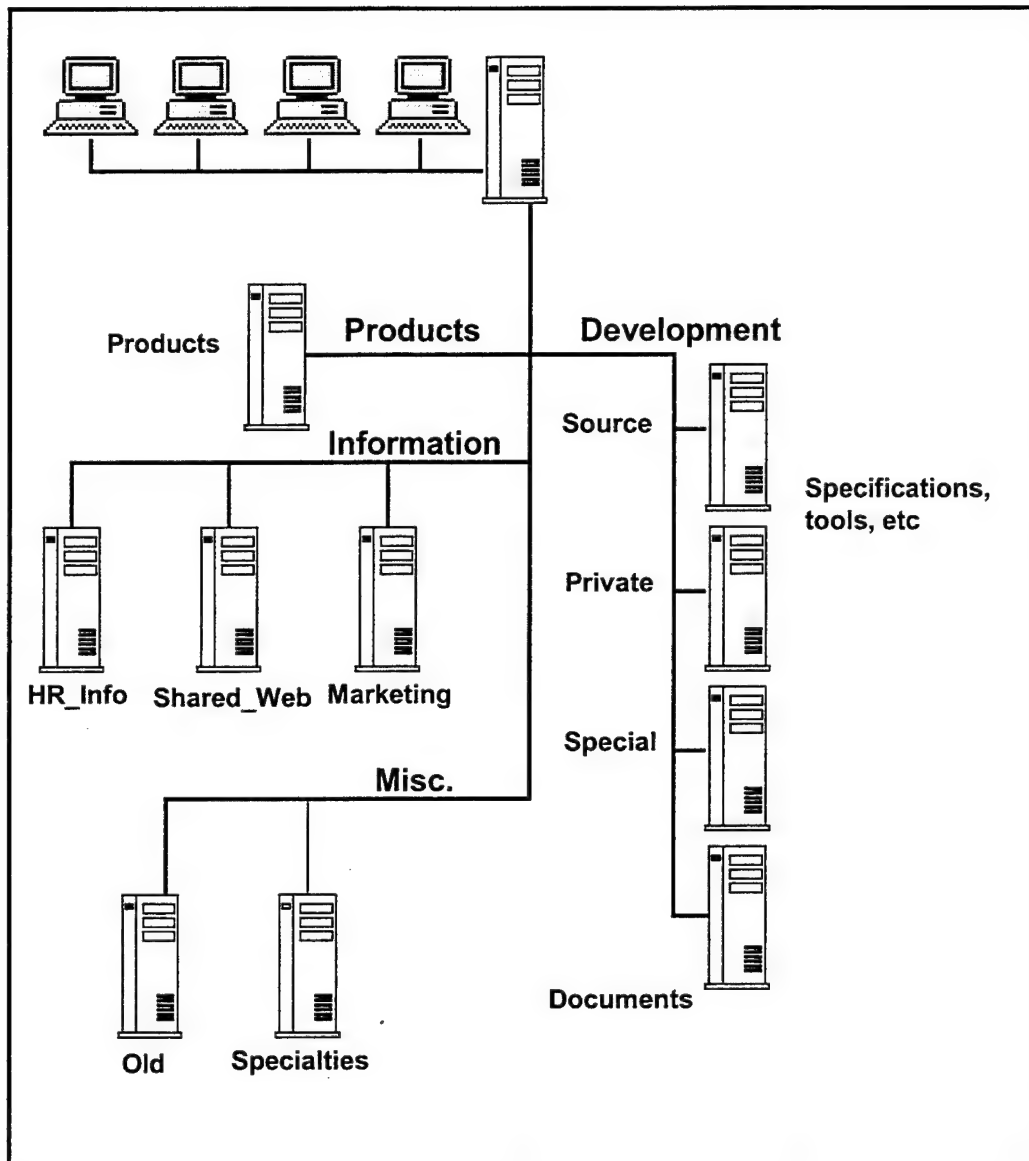 Products
Products
Development
Source
Information
Specifications,
tools, etc
Private
HR_Info
Shared_Web
Marketing
Special
Misc.
Documents
Old
Specialties